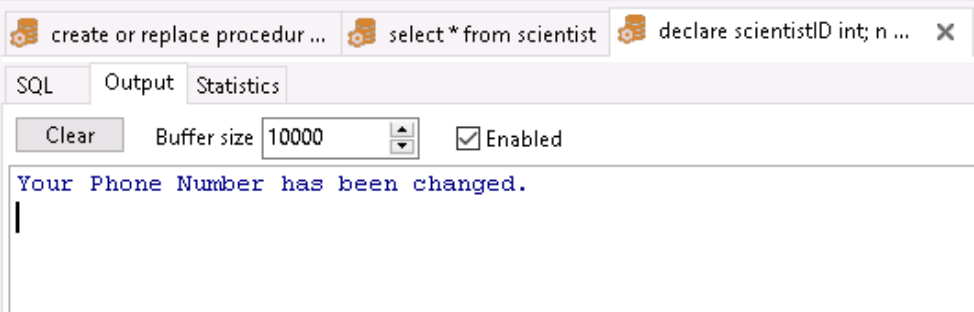 create or replace procedur ... select * from scientist declare scientistID int; n ...
SQL Output Statistics
Clear Buffer size 10000 Enabled
Your Phone Number has been changed.